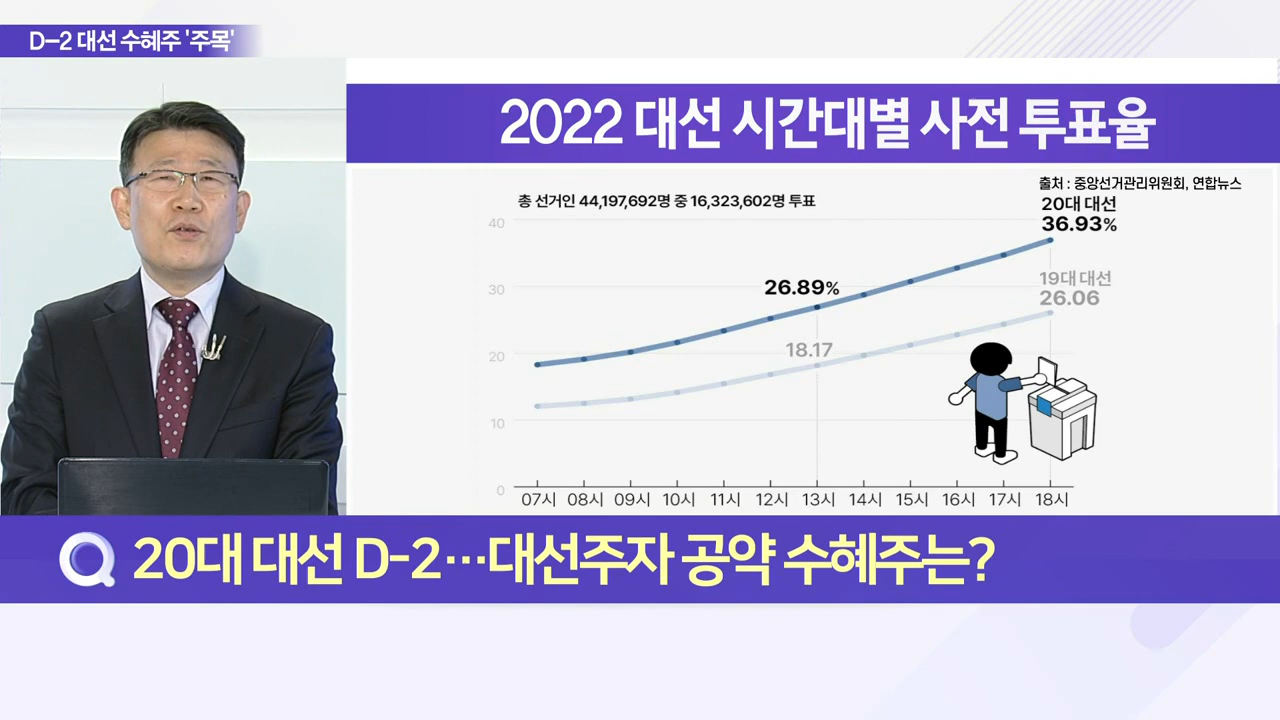 D-2 대선 수혜주 '주목'
2022 대선 시간대별 사전 투표율
출처 : 중앙선거관리위원회, 연합뉴스
총 선거인 44,197,692명 중 16,323,602명 투표
20대 대선
36.93%
19대 대선
26.06
26.89%
18.17
40
30
20
10
0
07시 08시 09시 10시 11시 12시 13시 14시 15시 16시 17시 18시
Q 20대 대선 D-2…대선주자 공약 수혜주는?